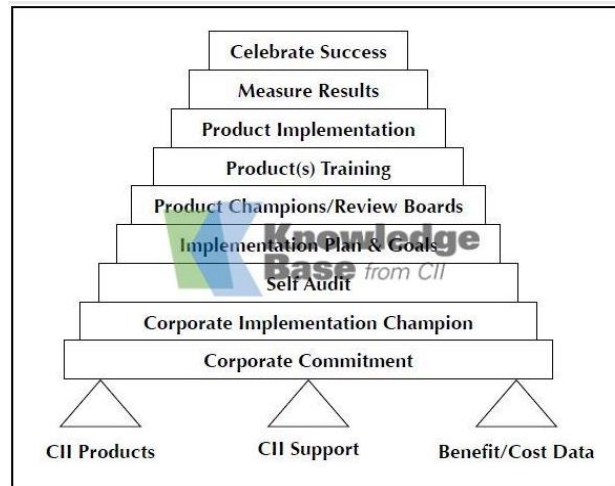 Celebrate Success
Measure Results
Product Implementation
Product(s) Training
Product Champions/Review Boards
Implementation Plan & Goals
Knowledge
Base from CII
Self Audit
Corporate Implementation Champion
Corporate Commitment
CII Products
CII Support
Benefit/Cost Data